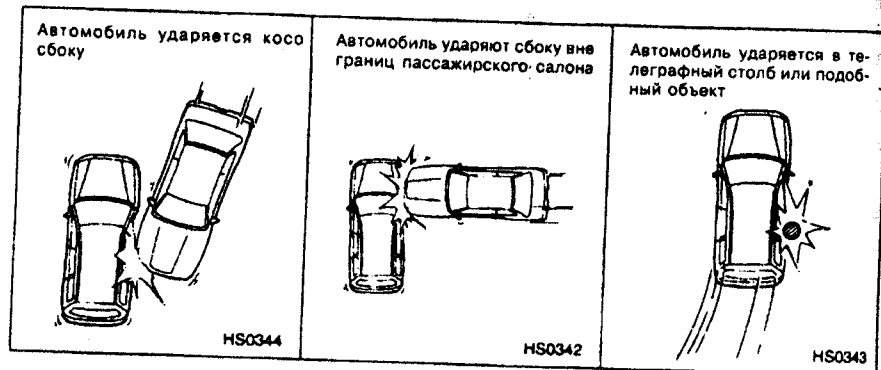 Автомобиль ударяется косо
сбоку
Автомобиль ударяют сбоку вне
границ пассажирского салона
Автомобиль ударяется в те-
леграфный столб или подоб-
ный объект
HS0344
HS0342
HS0343